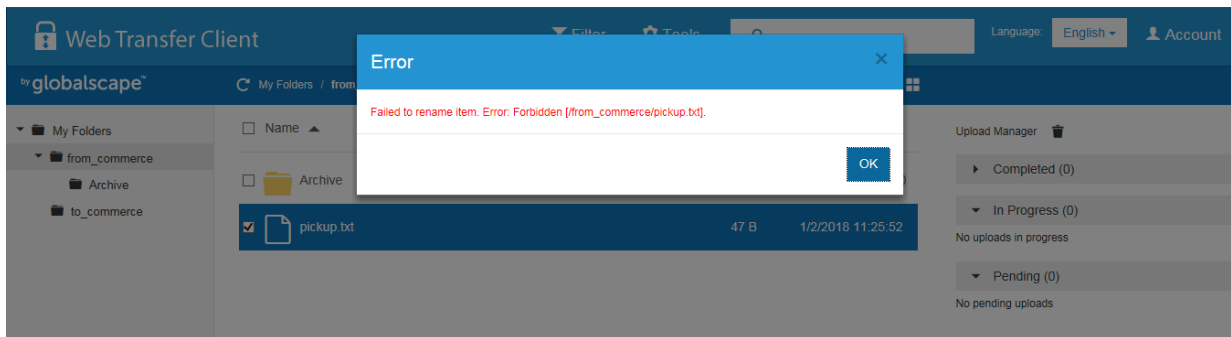 Web Transfer Client
Filter
Tools
Language:
English
Account
by globalscape™
My Folders / from
Error
×
Failed to rename item. Error: Forbidden [/from_commerce/pickup.txt].
OK
My Folders
from_commerce
Archive
to_commerce
Name
Archive
pickup.txt 47 B 1/2/2018 11:25:52
Upload Manager
Completed (0)
In Progress (0)
No uploads in progress
Pending (0)
No pending uploads